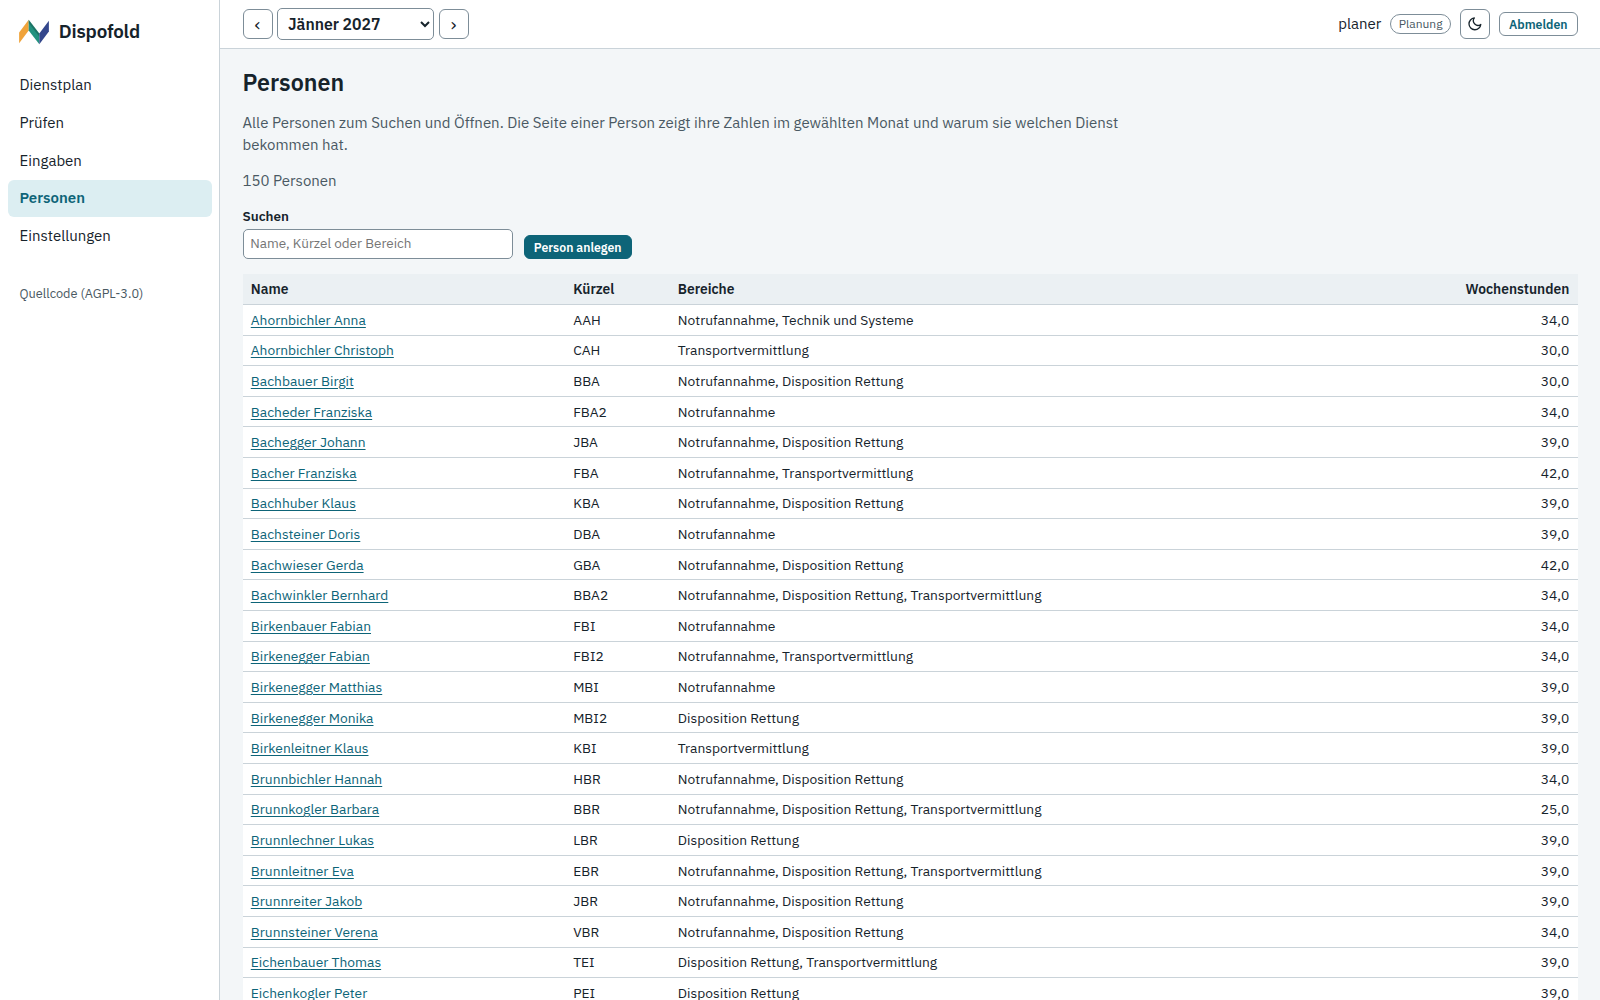 Dispofold
Dienstplan
Prüfen
Eingaben
Personen
Einstellungen
Quellcode (AGPL-3.0)
‹ Jänner 2027 ›
planer Planung Abmelden
Personen
Alle Personen zum Suchen und Öffnen. Die Seite einer Person zeigt ihre Zahlen im gewählten Monat und warum sie welchen Dienst
bekommen hat.
150 Personen
Suchen
Name, Kürzel oder Bereich Person anlegen
Name Kürzel Bereiche Wochenstunden
Ahornbichler Anna AAH Notrufannahme, Technik und Systeme 34,0
Ahornbichler Christoph CAH Transportvermittlung 30,0
Bachbauer Birgit BBA Notrufannahme, Disposition Rettung 30,0
Bacheder Franziska FBA2 Notrufannahme 34,0
Bachegger Johann JBA Notrufannahme, Disposition Rettung 39,0
Bacher Franziska FBA Notrufannahme, Transportvermittlung 42,0
Bachhuber Klaus KBA Notrufannahme, Disposition Rettung 39,0
Bachsteiner Doris DBA Notrufannahme 39,0
Bachwieser Gerda GBA Notrufannahme, Disposition Rettung 42,0
Bachwinkler Bernhard BBA2 Notrufannahme, Disposition Rettung, Transportvermittlung 34,0
Birkenbauer Fabian FBI Notrufannahme 34,0
Birkenegger Fabian FBI2 Notrufannahme, Transportvermittlung 34,0
Birkenegger Matthias MBI Notrufannahme 39,0
Birkenegger Monika MBI2 Disposition Rettung 39,0
Birkenleitner Klaus KBI Transportvermittlung 39,0
Brunnbichler Hannah HBR Notrufannahme, Disposition Rettung 34,0
Brunnkogler Barbara BBR Notrufannahme, Disposition Rettung, Transportvermittlung 25,0
Brunnlechner Lukas LBR Disposition Rettung 39,0
Brunnleitner Eva EBR Notrufannahme, Disposition Rettung, Transportvermittlung 39,0
Brunnreiter Jakob JBR Notrufannahme, Disposition Rettung 39,0
Brunnsteiner Verena VBR Notrufannahme, Disposition Rettung 34,0
Eichenbauer Thomas TEI Disposition Rettung, Transportvermittlung 39,0
Eichenkogler Peter PEI Disposition Rettung 39,0